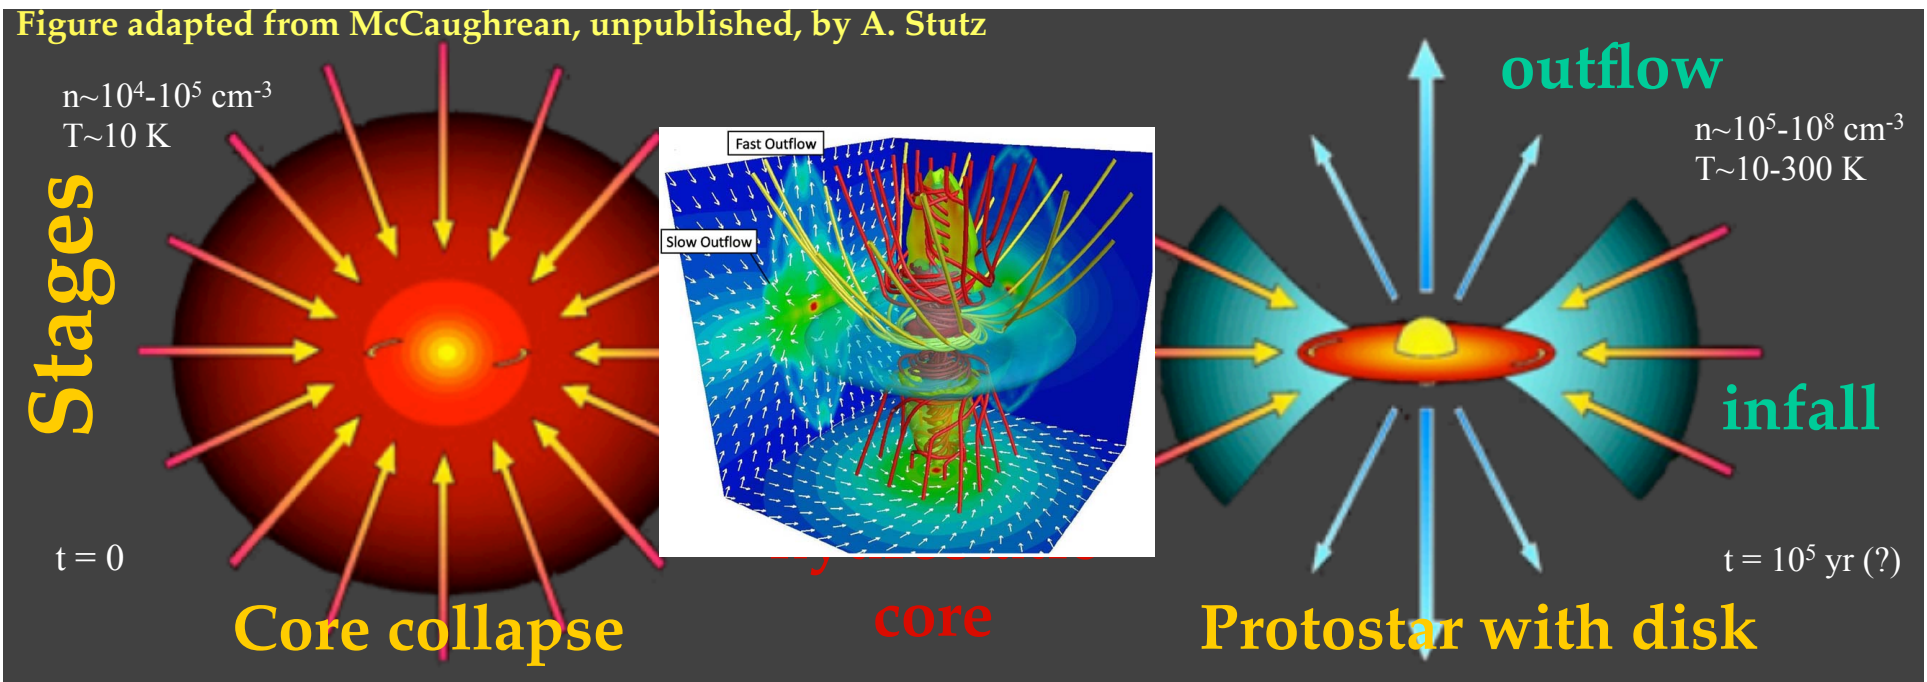 Figure adapted from McCaughrean, unpublished, by A. Stutz
n~10⁴-10⁵ cm⁻³
T~10 K
Stages
t = 0
Core collapse
Fast Outflow
Slow Outflow
core
outflow
n~10⁵-10⁸ cm⁻³
T~10-300 K
infall
t = 10⁵ yr (?)
Protostar with disk